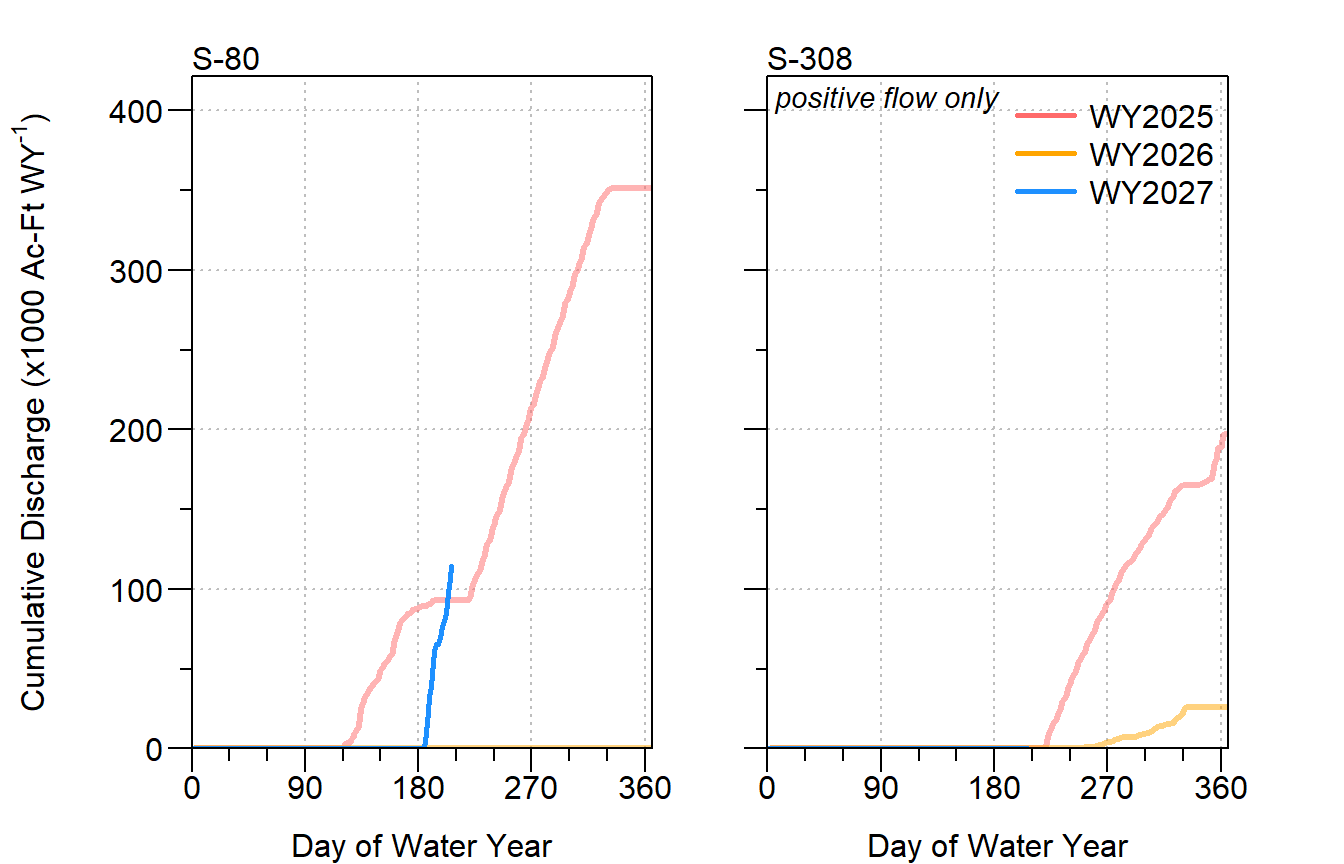 S-80
S-308
positive flow only
WY2025
WY2026
WY2027
Cumulative Discharge (x1000 Ac-Ft WY⁻¹)
400
300
200
100
0
0 90 180 270 360
0 90 180 270 360
Day of Water Year
Day of Water Year